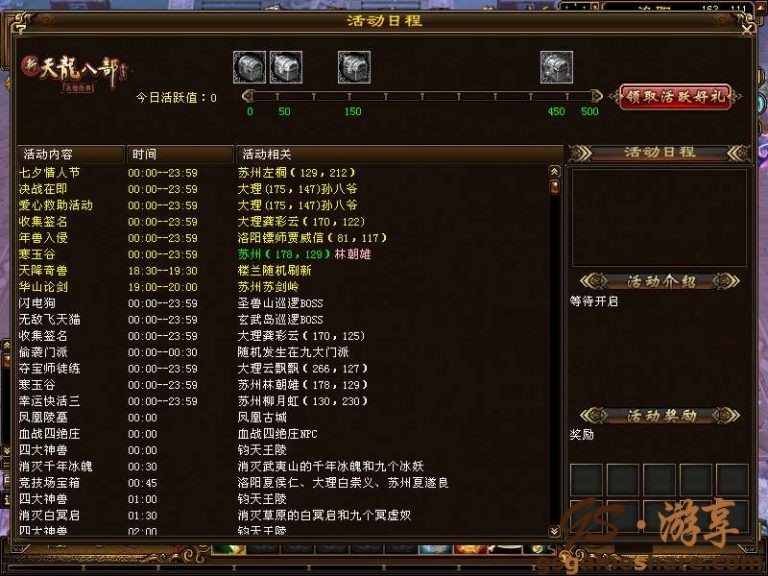 活动日程
新天龍八部
今日活跃值：0
0 50 150 450 500
领取活跃好礼
活动内容 时间 活动相关
七夕情人节 00:00--23:59 苏州左桐（129，212）
决战在即 00:00--23:59 大理(175，147)孙八爷
爱心救助活动 00:00--23:59 大理(175，147)孙八爷
收集签名 00:00--23:59 大理龚彩云（170，122）
年兽入侵 00:00--23:59 洛阳镖师贾威信（81，117）
寒玉谷 00:00--23:59 苏州（178，129）林朝雄
天降奇兽 18:30--19:30 楼兰随机刷新
华山论剑 19:00--20:00 苏州苏剑岭
闪电狗 00:00--23:59 圣兽山巡逻BOSS
无敌飞天猫 00:00--23:59 玄武岛巡逻BOSS
收集签名 00:00--23:59 大理龚彩云（170，125）
偷袭门派 00:00--00:30 随机发生在九大门派
夺宝师徒练 00:00--23:59 大理云飘飘（266，127）
寒玉谷 00:00--23:59 苏州林朝雄（178，129）
幸运快活三 00:00--23:59 苏州柳月虹（130，230）
凤凰陵墓 00:00 凤凰古城
血战四绝庄 00:00 血战四绝庄NPC
四大神兽 00:00 钧天王陵
消灭千年冰魄 00:30 消灭武夷山的千年冰魄和九个冰妖
竞技场宝箱 00:45 洛阳夏侯仁、大理白崇义、苏州夏遂良
四大神兽 01:00 钧天王陵
消灭白冥启 01:30 消灭草原的白冥启和九个冥虚奴
四大神兽 02:00 钧天王陵
活动日程
活动介绍
等待开启
活动奖励
奖励
GS·游享
gsgameshare.com